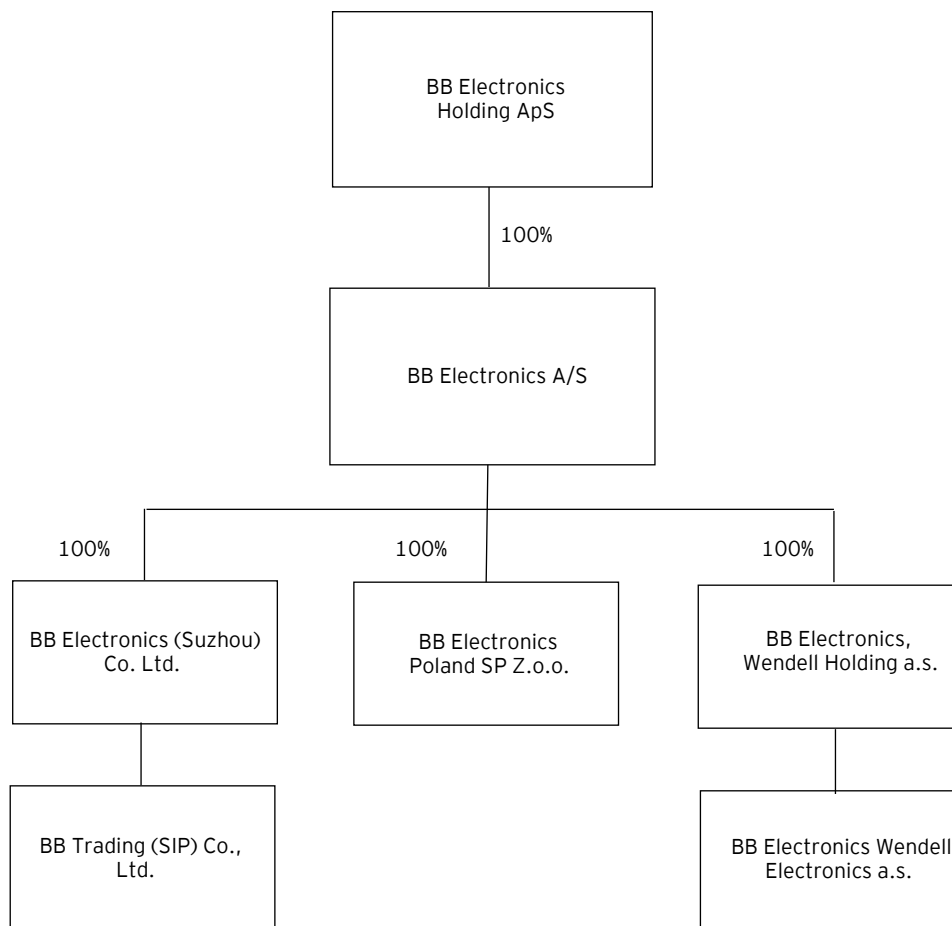 BB Electronics
Holding ApS
100%
BB Electronics A/S
100%
100%
100%
BB Electronics (Suzhou)
Co. Ltd.
BB Electronics
Poland SP Z.o.o.
BB Electronics,
Wendell Holding a.s.
BB Trading (SIP) Co.,
Ltd.
BB Electronics Wendell
Electronics a.s.